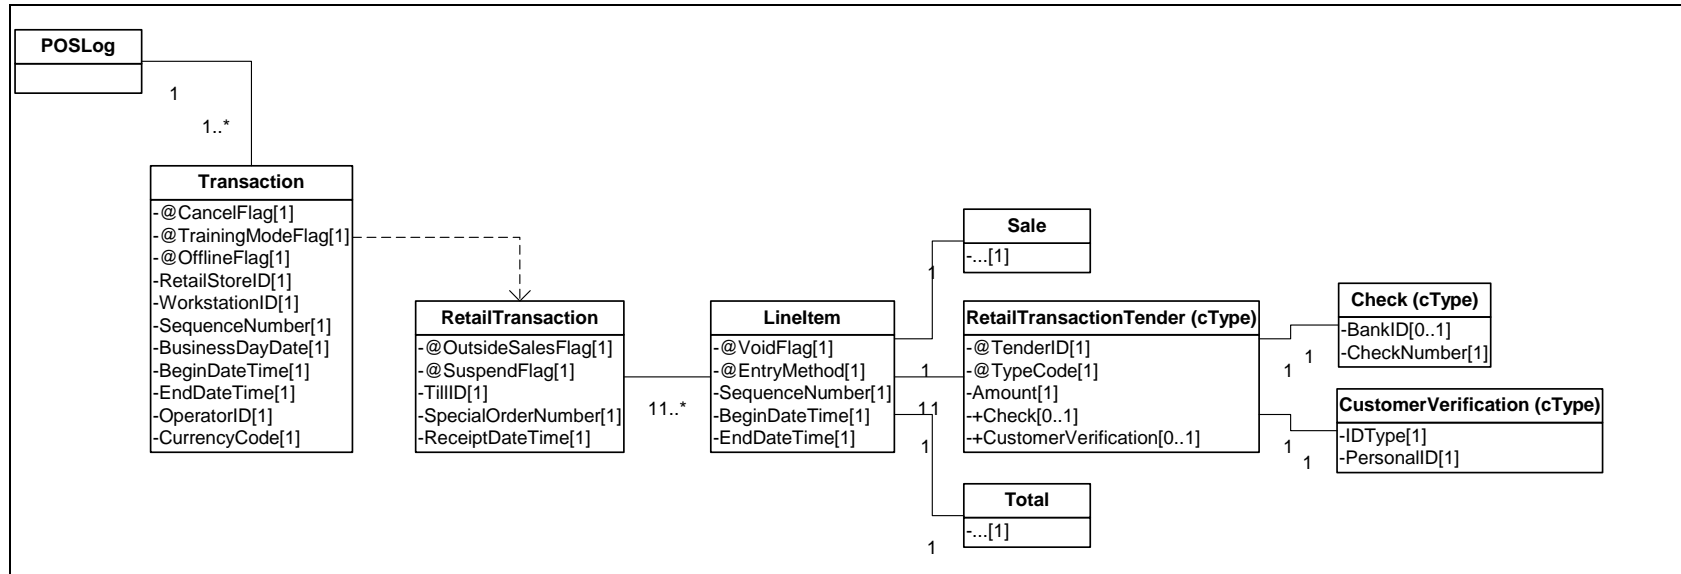 POSLog
1
1..*
Transaction
-@CancelFlag[1]
-@TrainingModeFlag[1]
-@OfflineFlag[1]
-RetailStoreID[1]
-WorkstationID[1]
-SequenceNumber[1]
-BusinessDayDate[1]
-BeginDateTime[1]
-EndDateTime[1]
-OperatorID[1]
-CurrencyCode[1]
RetailTransaction
-@OutsideSalesFlag[1]
-@SuspendFlag[1]
-TillID[1]
-SpecialOrderNumber[1]
-ReceiptDateTime[1]
11..*
LineItem
-@VoidFlag[1]
-@EntryMethod[1]
-SequenceNumber[1]
-BeginDateTime[1]
-EndDateTime[1]
1
1
11
1
1
Sale
-...[1]
RetailTransactionTender (cType)
-@TenderID[1]
-@TypeCode[1]
-Amount[1]
-+Check[0..1]
-+CustomerVerification[0..1]
Total
-...[1]
1
1
1
1
Check (cType)
-BankID[0..1]
-CheckNumber[1]
CustomerVerification (cType)
-IDType[1]
-PersonalID[1]